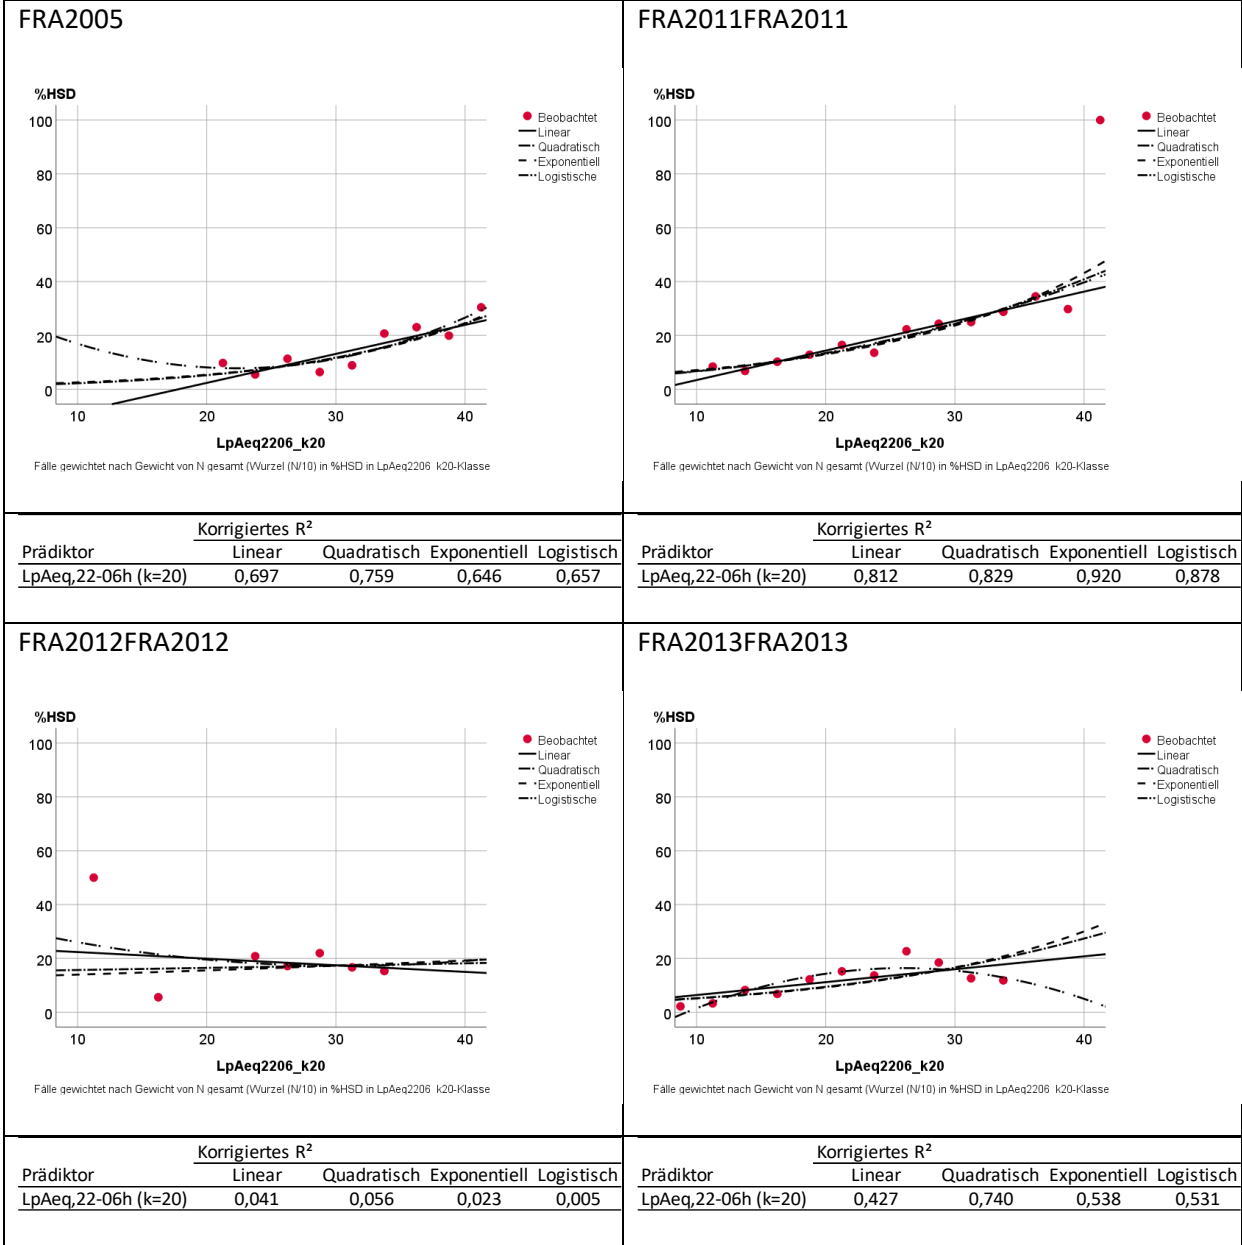 FRA2005
%HSD
100
80
60
40
20
0
10 20 30 40
LpAeq2206_k20
Beobachtet
Linear
Quadratisch
Exponentiell
Logistische
Fälle gewichtet nach Gewicht von N gesamt (Wurzel (N/10) in %HSD in LpAeq2206_k20-Klasse
Korrigiertes R²
Prädiktor Linear Quadratisch Exponentiell Logistisch
LpAeq,22-06h (k=20) 0,697 0,759 0,646 0,657
FRA2011FRA2011
%HSD
100
80
60
40
20
0
10 20 30 40
LpAeq2206_k20
Beobachtet
Linear
Quadratisch
Exponentiell
Logistische
Fälle gewichtet nach Gewicht von N gesamt (Wurzel (N/10) in %HSD in LpAeq2206_k20-Klasse
Korrigiertes R²
Prädiktor Linear Quadratisch Exponentiell Logistisch
LpAeq,22-06h (k=20) 0,812 0,829 0,920 0,878
FRA2012FRA2012
%HSD
100
80
60
40
20
0
10 20 30 40
LpAeq2206_k20
Beobachtet
Linear
Quadratisch
Exponentiell
Logistische
Fälle gewichtet nach Gewicht von N gesamt (Wurzel (N/10) in %HSD in LpAeq2206_k20-Klasse
Korrigiertes R²
Prädiktor Linear Quadratisch Exponentiell Logistisch
LpAeq,22-06h (k=20) 0,041 0,056 0,023 0,005
FRA2013FRA2013
%HSD
100
80
60
40
20
0
10 20 30 40
LpAeq2206_k20
Beobachtet
Linear
Quadratisch
Exponentiell
Logistische
Fälle gewichtet nach Gewicht von N gesamt (Wurzel (N/10) in %HSD in LpAeq2206_k20-Klasse
Korrigiertes R²
Prädiktor Linear Quadratisch Exponentiell Logistisch
LpAeq,22-06h (k=20) 0,427 0,740 0,538 0,531